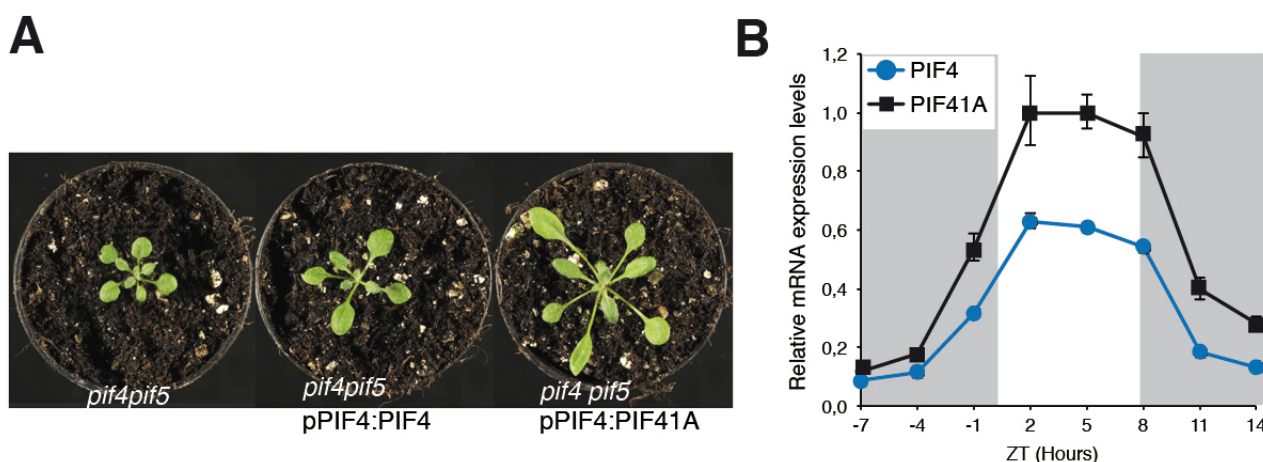 A
pif4pif5
pif4pif5
pPIF4:PIF4
pif4 pif5
pPIF4:PIF41A
B
Relative mRNA expression levels
1,2
1,0
0,8
0,6
0,4
0,2
0,0
PIF4
PIF41A
-7 -4 -1 2 5 8 11 14
ZT (Hours)